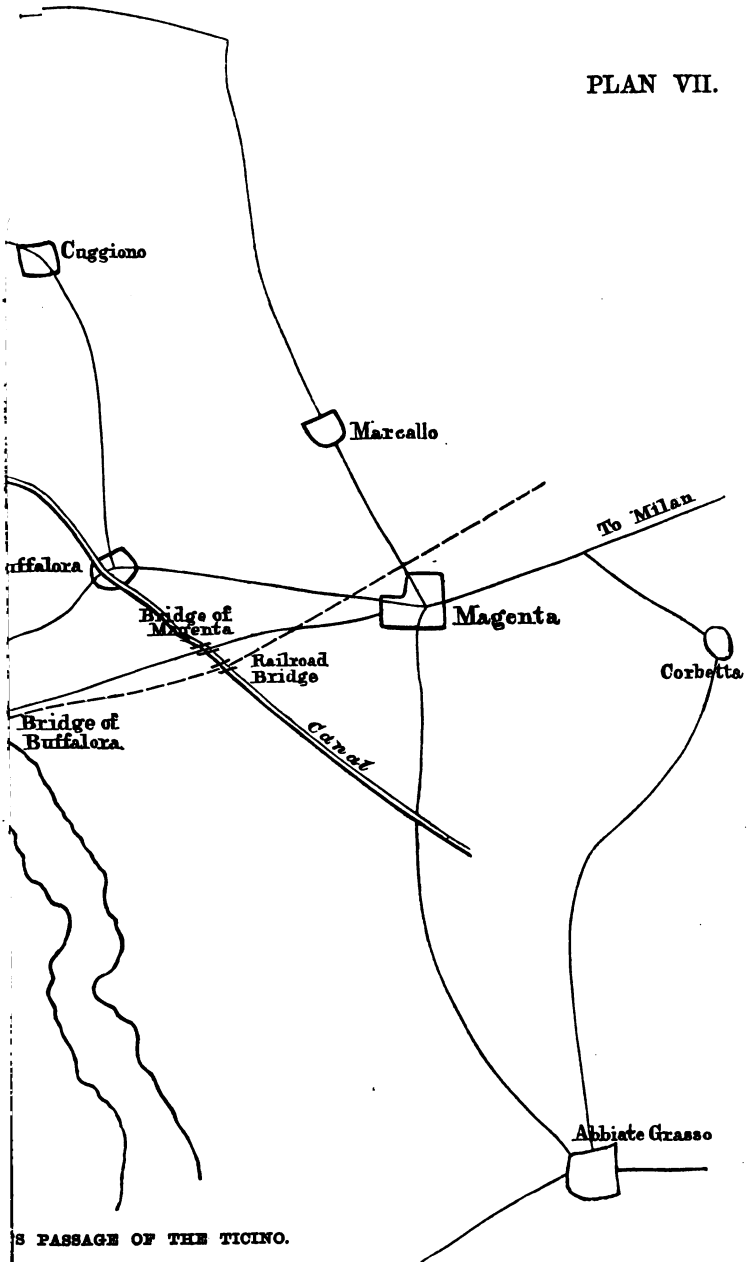 PLAN VII.
Cuggiono
Marcallo
To Milan
uffalora
Bridge of
Magenta
Magenta
Railroad
Bridge
Corbetta
Bridge of
Buffalora.
Canal
Abbiate Grasso
S PASSAGE OF THE TICINO.